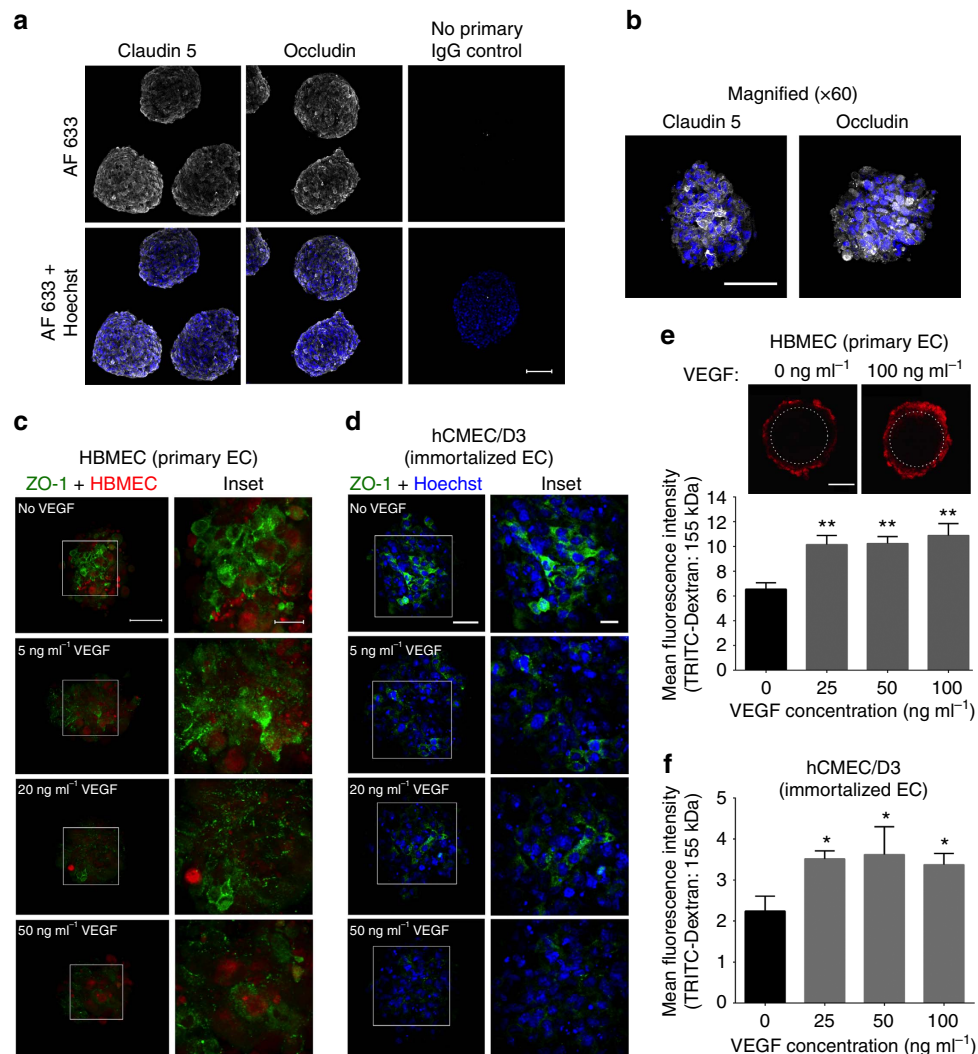 a
Claudin 5
Occludin
No primary
IgG control
AF 633
AF 633 +
Hoechst
b
Magnified (×60)
Claudin 5
Occludin
c
HBMEC (primary EC)
ZO-1 + HBMEC
Inset
No VEGF
5 ng ml⁻¹ VEGF
20 ng ml⁻¹ VEGF
50 ng ml⁻¹ VEGF
d
hCMEC/D3
(immortalized EC)
ZO-1 + Hoechst
Inset
No VEGF
5 ng ml⁻¹ VEGF
20 ng ml⁻¹ VEGF
50 ng ml⁻¹ VEGF
e
HBMEC (primary EC)
VEGF: 0 ng ml⁻¹ 100 ng ml⁻¹
Mean fluorescence intensity
(TRITC-Dextran: 155 kDa)
14
12
10
8
6
4
2
0
** ** **
0 25 50 100
VEGF concentration (ng ml⁻¹)
f
hCMEC/D3
(immortalized EC)
Mean fluorescence intensity
(TRITC-Dextran: 155 kDa)
5
4
3
2
1
0
* * *
0 25 50 100
VEGF concentration (ng ml⁻¹)